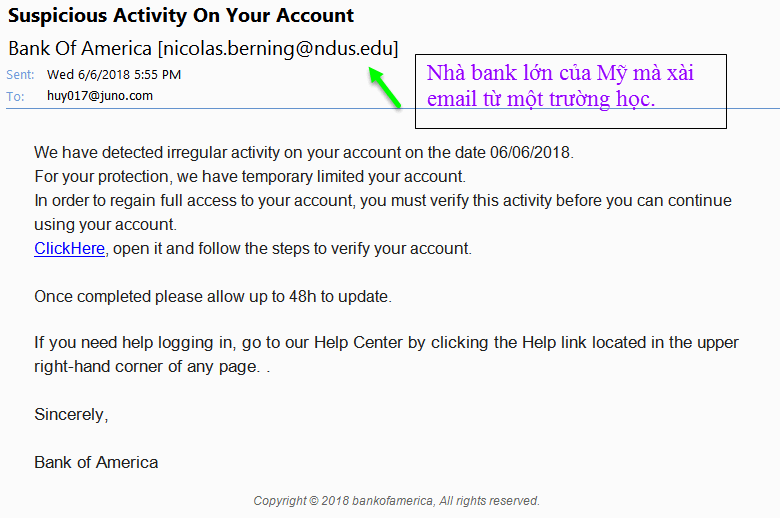 Suspicious Activity On Your Account
Bank Of America [nicolas.berning@ndus.edu]
Sent: Wed 6/6/2018 5:55 PM
To: huy017@juno.com
Nhà bank lớn của Mỹ mà xài
email từ một trường học.
We have detected irregular activity on your account on the date 06/06/2018.
For your protection, we have temporary limited your account.
In order to regain full access to your account, you must verify this activity before you can continue
using your account.
ClickHere, open it and follow the steps to verify your account.
Once completed please allow up to 48h to update.
If you need help logging in, go to our Help Center by clicking the Help link located in the upper
right-hand corner of any page. .
Sincerely,
Bank of America
Copyright © 2018 bankofamerica, All rights reserved.